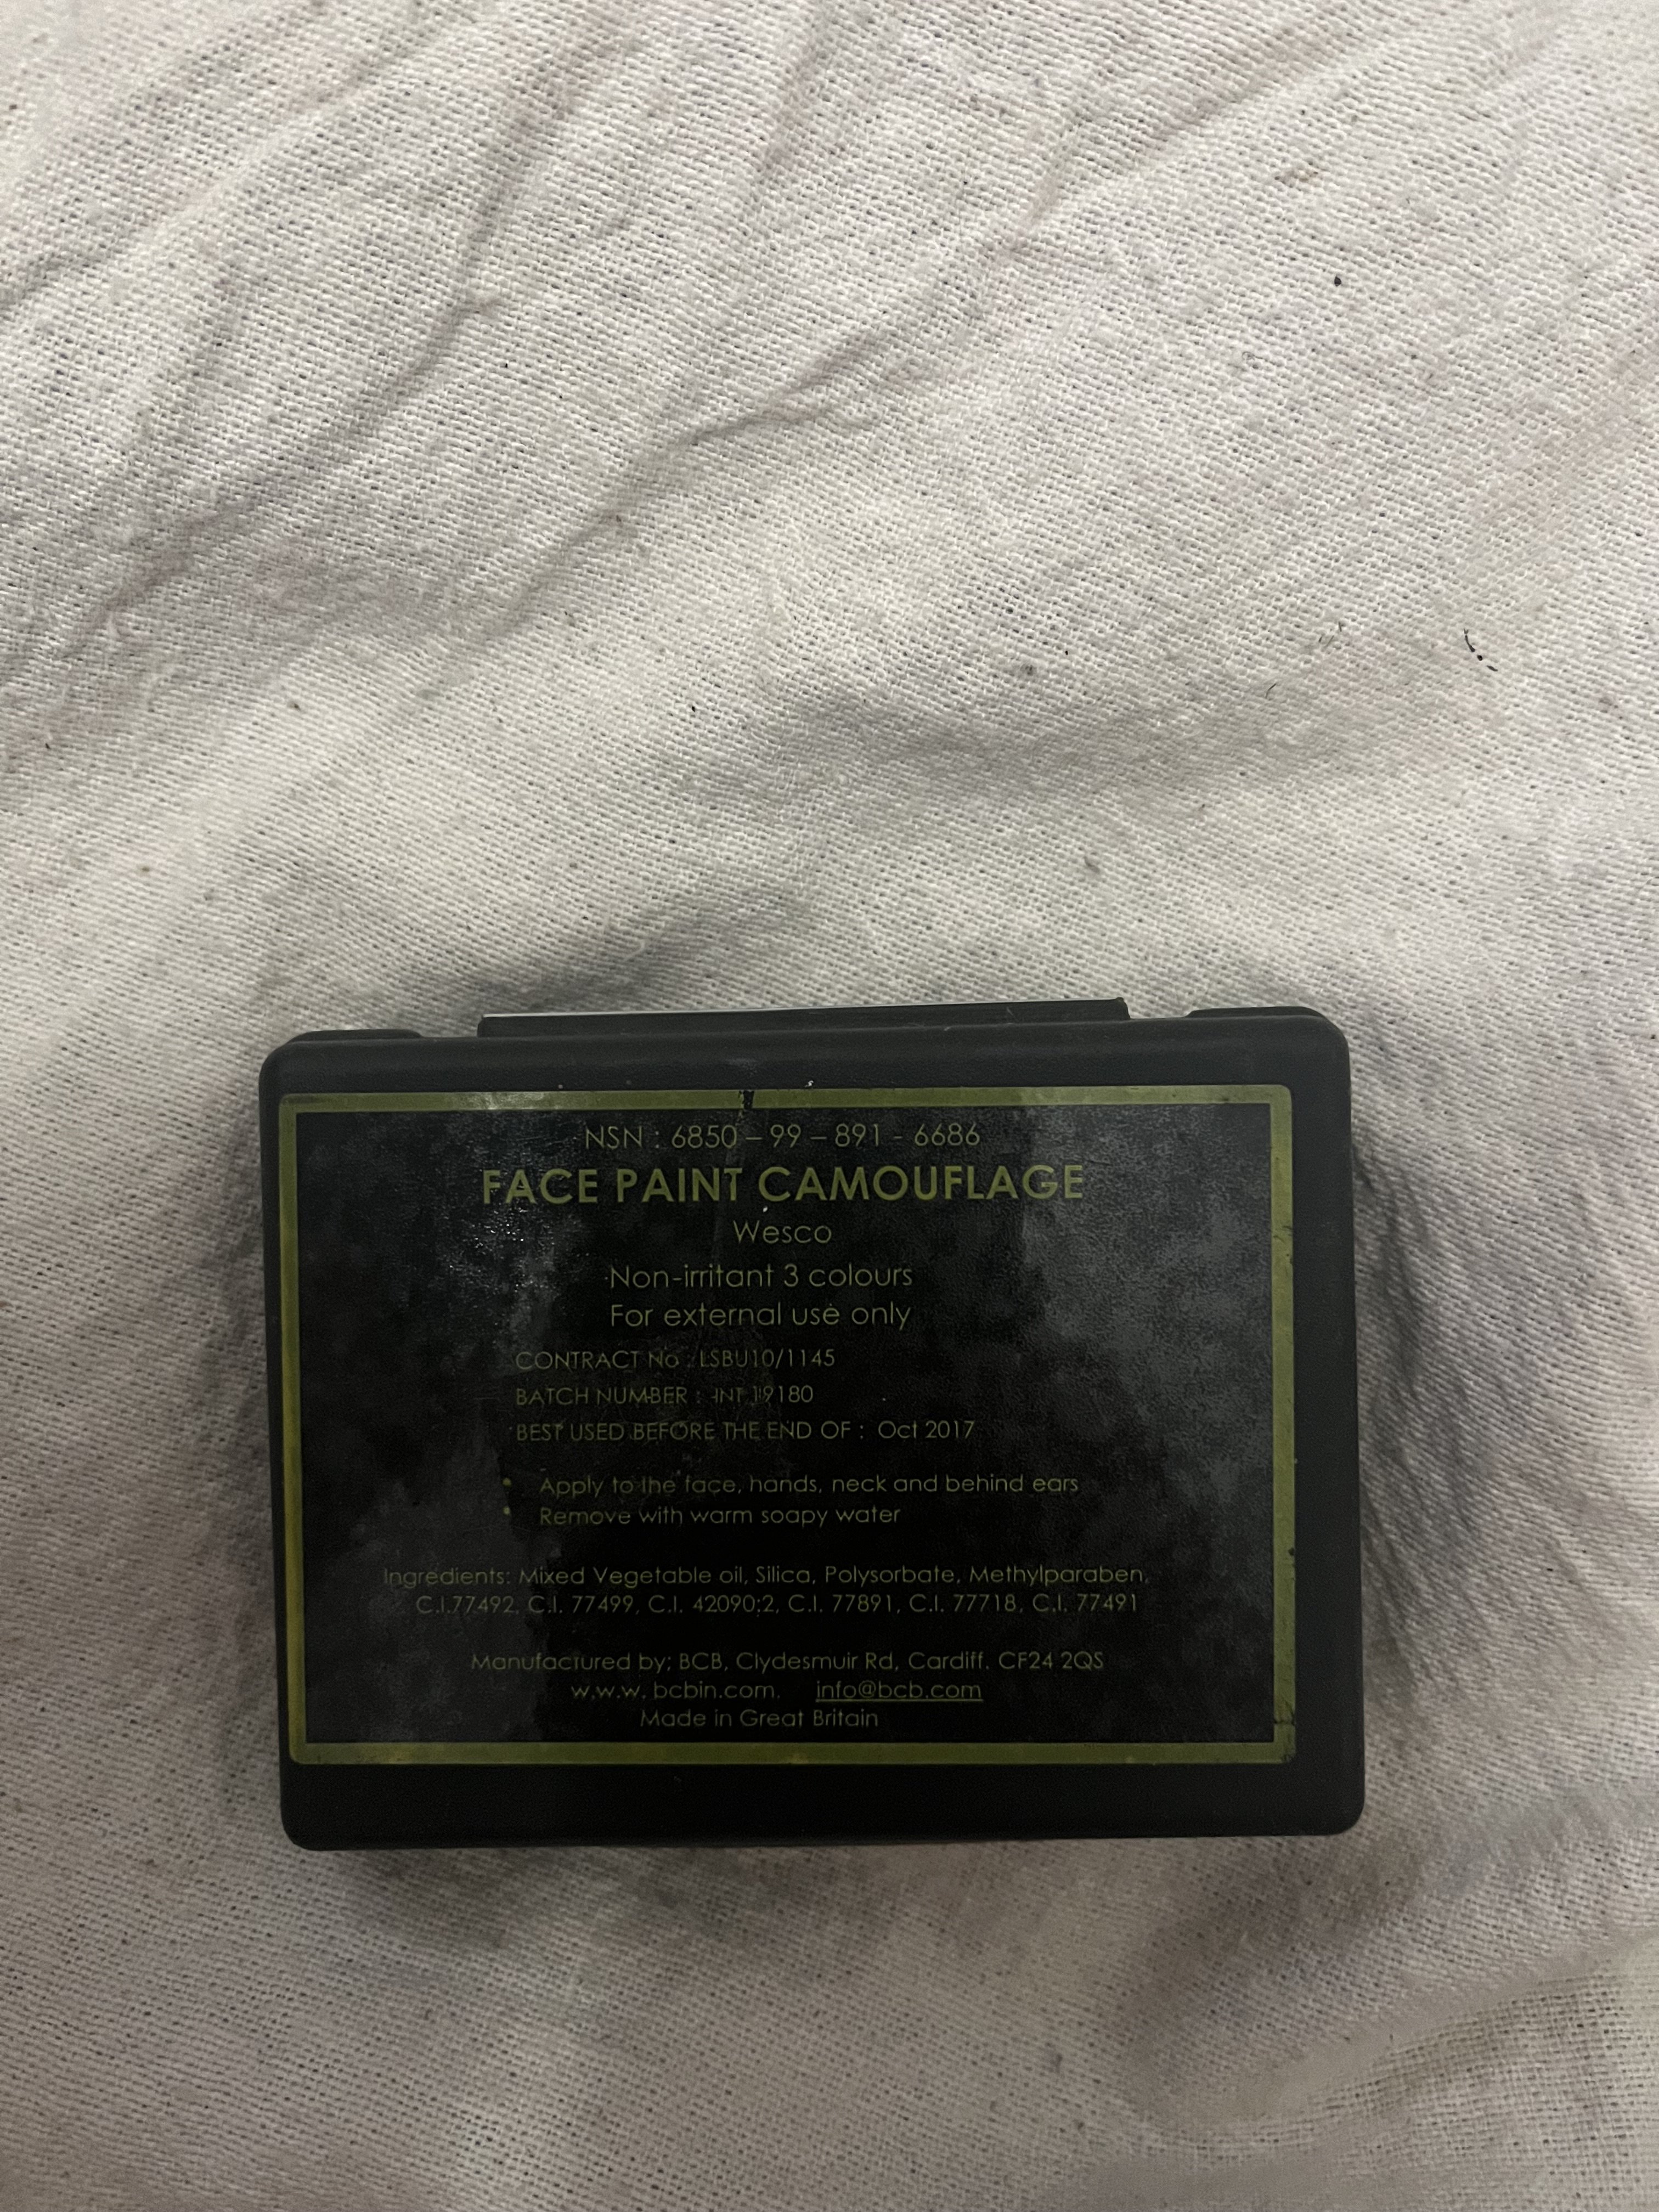 NSN : 6850 – 99 – 891 - 6686
FACE PAINT CAMOUFLAGE
Wesco
Non-irritant 3 colours
For external use only
CONTRACT No : LSBU10/1145
BATCH NUMBER : INT 19180
BEST USED BEFORE THE END OF : Oct 2017
• Apply to the face, hands, neck and behind ears
• Remove with warm soapy water
Ingredients: Mixed Vegetable oil, Silica, Polysorbate, Methylparaben,
C.I.77492, C.I. 77499, C.I. 42090:2, C.I. 77891, C.I. 77718, C.I. 77491
Manufactured by; BCB, Clydesmuir Rd, Cardiff. CF24 2QS
w.w.w. bcbin.com. info@bcb.com
Made in Great Britain